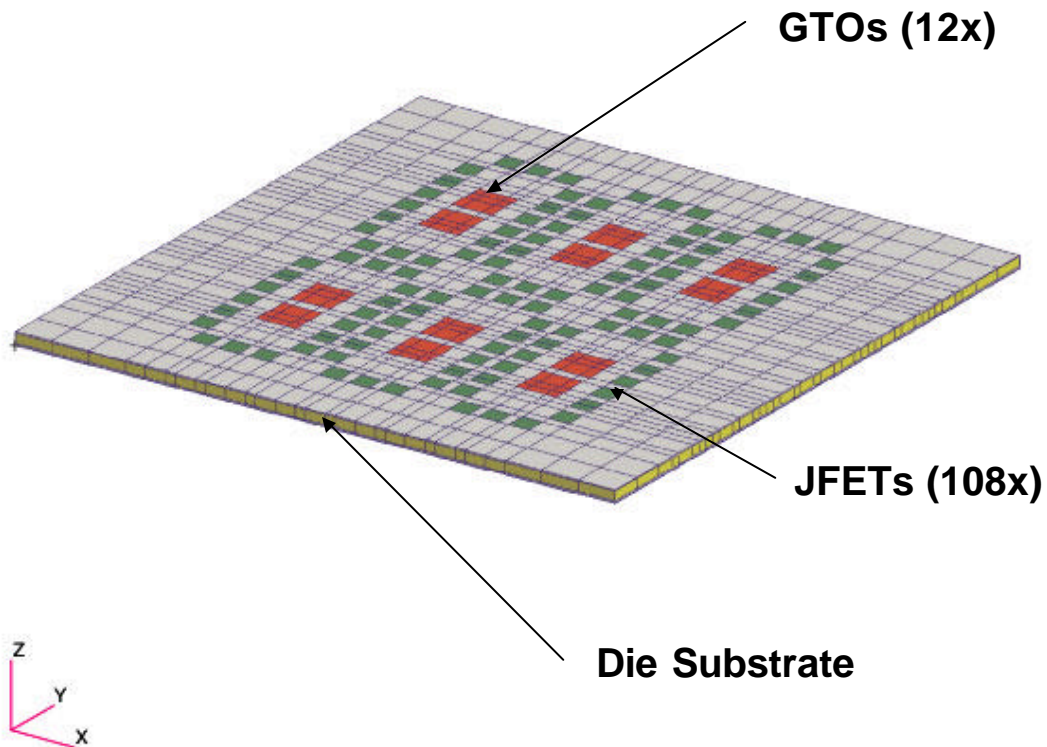 GTOs (12x)
JFETs (108x)
Die Substrate
Z
Y
X